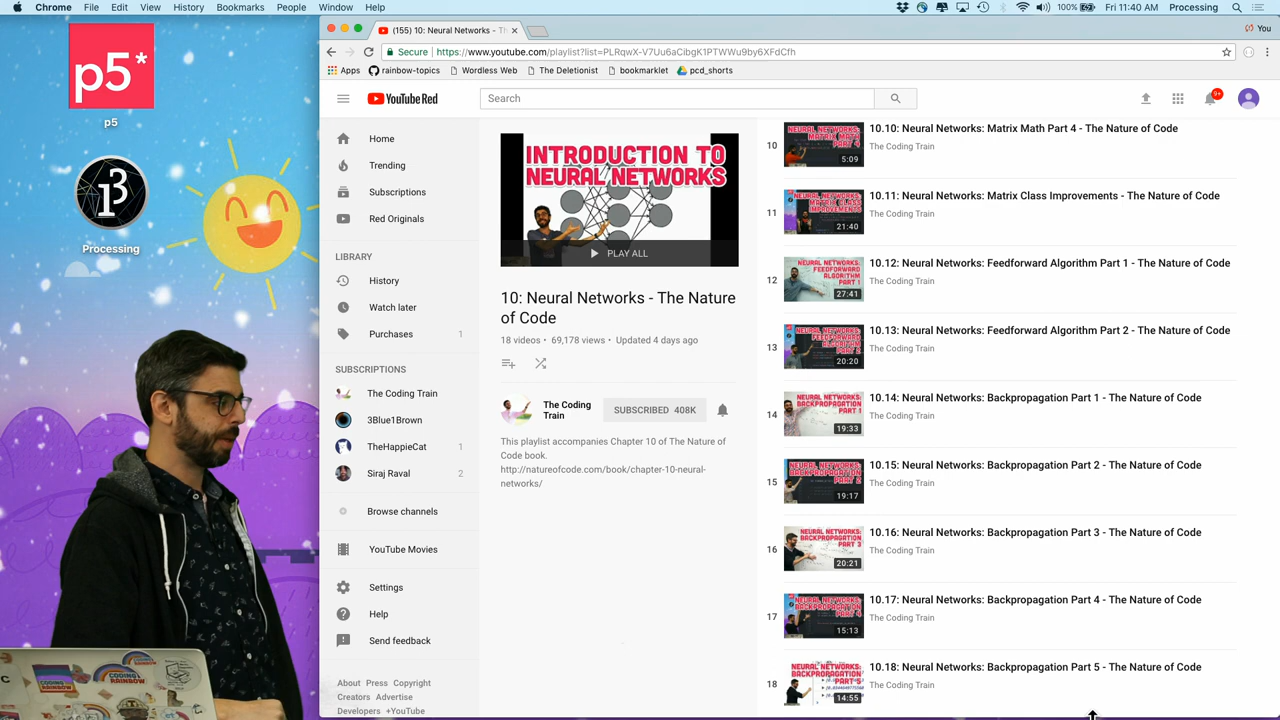 Chrome File Edit View History Bookmarks People Window Help 100% Fri 11:40 AM Processing
p5*
p5
Processing
(155) 10: Neural Networks - Th
You
Secure https://www.youtube.com/playlist?list=PLRqwX-V7Uu6aCibgK1PTWWu9by6XFdCfh
Apps rainbow-topics Wordless Web The Deletionist bookmarklet pcd_shorts
YouTube Red
Search
9+
Home
Trending
Subscriptions
Red Originals
LIBRARY
History
Watch later
Purchases 1
SUBSCRIPTIONS
The Coding Train
3Blue1Brown
TheHappieCat 1
Siraj Raval 2
Browse channels
YouTube Movies
Settings
Help
Send feedback
About Press Copyright
Creators Advertise
Developers +YouTube
INTRODUCTION TO
NEURAL NETWORKS
PLAY ALL
10: Neural Networks - The Nature
of Code
18 videos • 69,178 views • Updated 4 days ago
The Coding
Train
SUBSCRIBED 408K
This playlist accompanies Chapter 10 of The Nature of
Code book.
http://natureofcode.com/book/chapter-10-neural-
networks/
10 5:09 10.10: Neural Networks: Matrix Math Part 4 - The Nature of Code
The Coding Train
11 21:40 10.11: Neural Networks: Matrix Class Improvements - The Nature of Code
The Coding Train
12 27:41 10.12: Neural Networks: Feedforward Algorithm Part 1 - The Nature of Code
The Coding Train
13 20:20 10.13: Neural Networks: Feedforward Algorithm Part 2 - The Nature of Code
The Coding Train
14 19:33 10.14: Neural Networks: Backpropagation Part 1 - The Nature of Code
The Coding Train
15 19:17 10.15: Neural Networks: Backpropagation Part 2 - The Nature of Code
The Coding Train
16 20:21 10.16: Neural Networks: Backpropagation Part 3 - The Nature of Code
The Coding Train
17 15:13 10.17: Neural Networks: Backpropagation Part 4 - The Nature of Code
The Coding Train
18 14:55 10.18: Neural Networks: Backpropagation Part 5 - The Nature of Code
The Coding Train